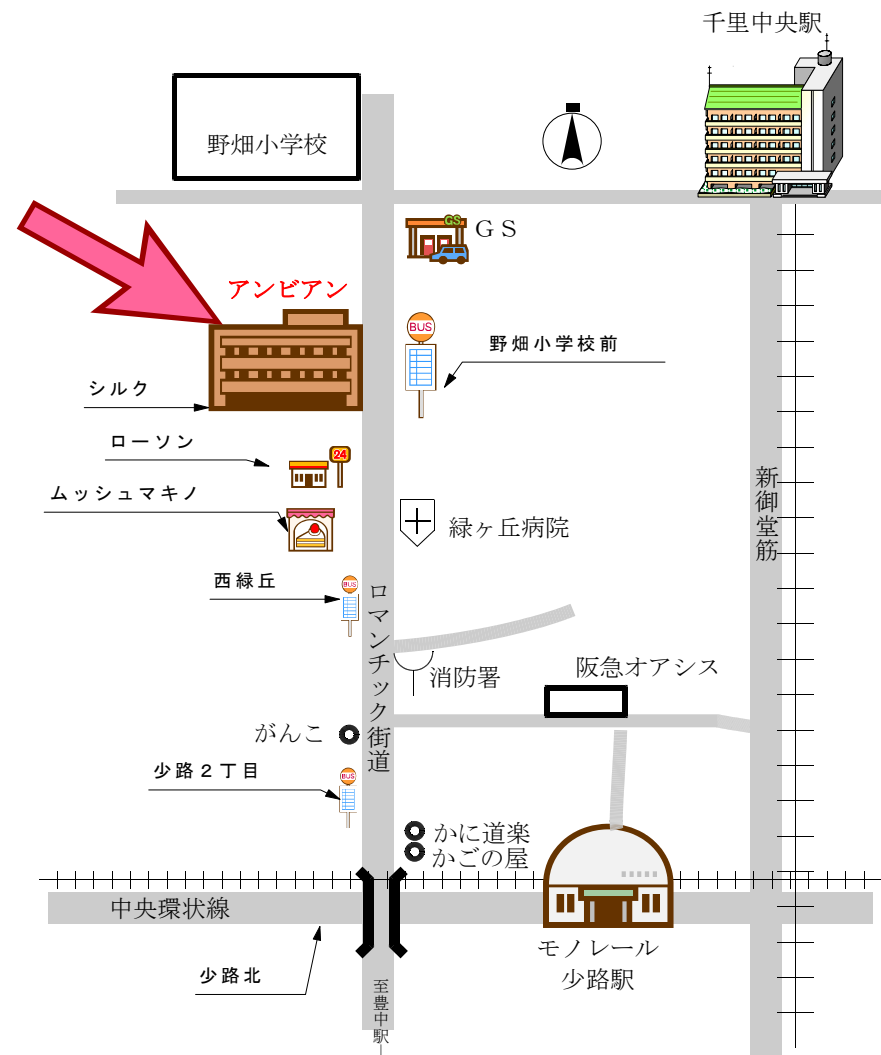 千里中央駅
野畑小学校
GS
ＧＳ
アンビアン
BUS
野畑小学校前
シルク
ローソン
24
ムッシュマキノ
新御堂筋
緑ヶ丘病院
西緑丘
BUS
ロマンチック街道
消防署
阪急オアシス
がんこ
少路２丁目
BUS
かに道楽
かごの屋
中央環状線
モノレール
少路駅
少路北
至豊中駅